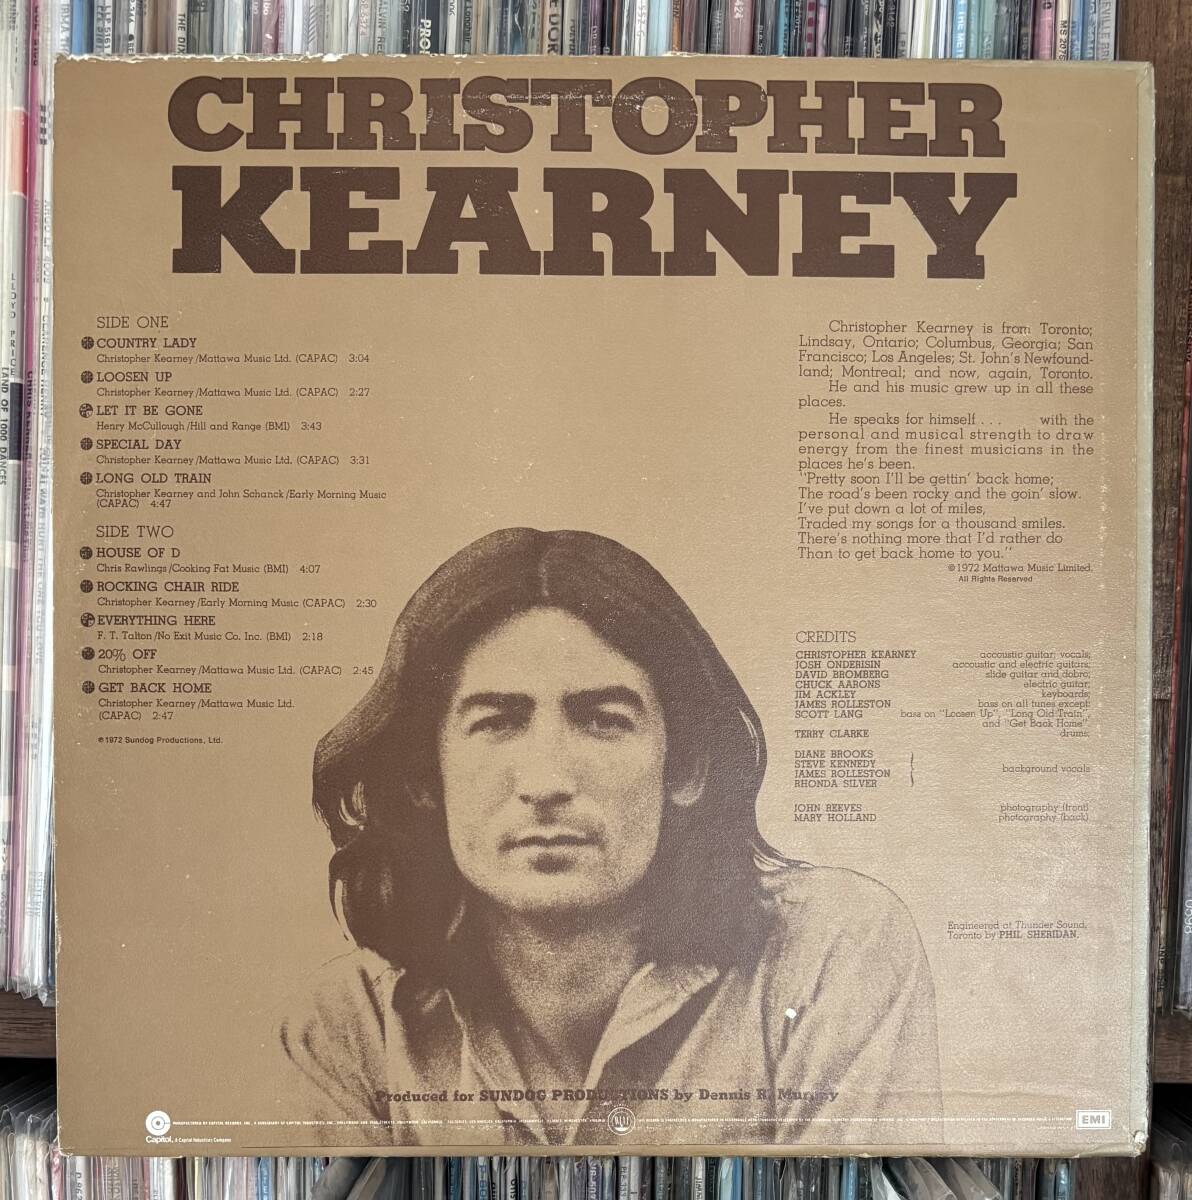 CHRISTOPHER
KEARNEY
SIDE ONE
COUNTRY LADY
Christopher Kearney/Mattawa Music Ltd. (CAPAC) 3:04
LOOSEN UP
Christopher Kearney/Mattawa Music Ltd. (CAPAC) 2:27
LET IT BE GONE
Henry McCullough/Hill and Range (BMI) 3:43
SPECIAL DAY
Christopher Kearney/Mattawa Music Ltd. (CAPAC) 3:31
LONG OLD TRAIN
Christopher Kearney and John Schanck/Early Morning Music
(CAPAC) 4:47
SIDE TWO
HOUSE OF D
Chris Rawlings/Cooking Fat Music (BMI) 4:07
ROCKING CHAIR RIDE
Christopher Kearney/Early Morning Music (CAPAC) 2:30
EVERYTHING HERE
F. T. Talton/No Exit Music Co. Inc. (BMI) 2:18
20% OFF
Christopher Kearney/Mattawa Music Ltd. (CAPAC) 2:45
GET BACK HOME
Christopher Kearney/Mattawa Music Ltd.
(CAPAC) 2:47
℗1972 Sundog Productions, Ltd.
Christopher Kearney is from Toronto;
Lindsay, Ontario; Columbus, Georgia; San
Francisco; Los Angeles; St. John's Newfound-
land; Montreal; and now, again, Toronto.
He and his music grew up in all these
places.
He speaks for himself . . . with the
personal and musical strength to draw
energy from the finest musicians in the
places he's been.
"Pretty soon I'll be gettin' back home;
The road's been rocky and the goin' slow.
I've put down a lot of miles,
Traded my songs for a thousand smiles.
There's nothing more that I'd rather do
Than to get back home to you."
©1972 Mattawa Music Limited.
All Rights Reserved
CREDITS
CHRISTOPHER KEARNEY accoustic guitar; vocals;
JOSH ONDERISIN accoustic and electric guitars;
DAVID BROMBERG slide guitar and dobro;
CHUCK AARONS electric guitar;
JIM ACKLEY keyboards;
JAMES ROLLESTON bass on all tunes except:
SCOTT LANG bass on "Loosen Up", "Long Old Train",
and "Get Back Home".
TERRY CLARKE drums;
DIANE BROOKS
STEVE KENNEDY
JAMES ROLLESTON background vocals
RHONDA SILVER
JOHN REEVES photography (front)
MARY HOLLAND photography (back)
Engineered at Thunder Sound,
Toronto by PHIL SHERIDAN.
Produced for SUNDOG PRODUCTIONS by Dennis R. Murphy
Capitol. A Capitol Industries Company
EMI
LLOYD PRICE
LAND OF 1000 DANCES